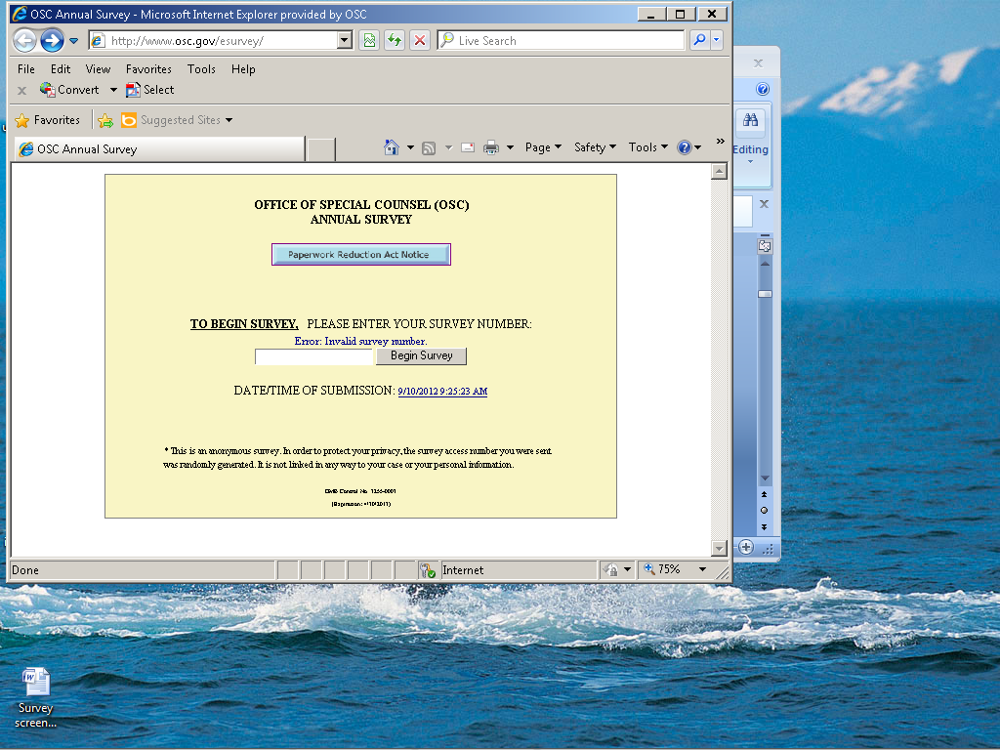 OSC Annual Survey - Microsoft Internet Explorer provided by OSC
http://www.osc.gov/esurvey/
Live Search
File Edit View Favorites Tools Help
x Convert Select
Favorites Suggested Sites
OSC Annual Survey
Page Safety Tools »
Editing
OFFICE OF SPECIAL COUNSEL (OSC)
ANNUAL SURVEY
Paperwork Reduction Act Notice
TO BEGIN SURVEY, PLEASE ENTER YOUR SURVEY NUMBER:
Error: Invalid survey number.
Begin Survey
DATE/TIME OF SUBMISSION: 9/10/2012 9:25:23 AM
* This is an anonymous survey. In order to protect your privacy, the survey access number you were sent
was randomly generated. It is not linked in any way to your case or your personal information.
OMB Control No.
Done Internet 75%
Survey
screen...